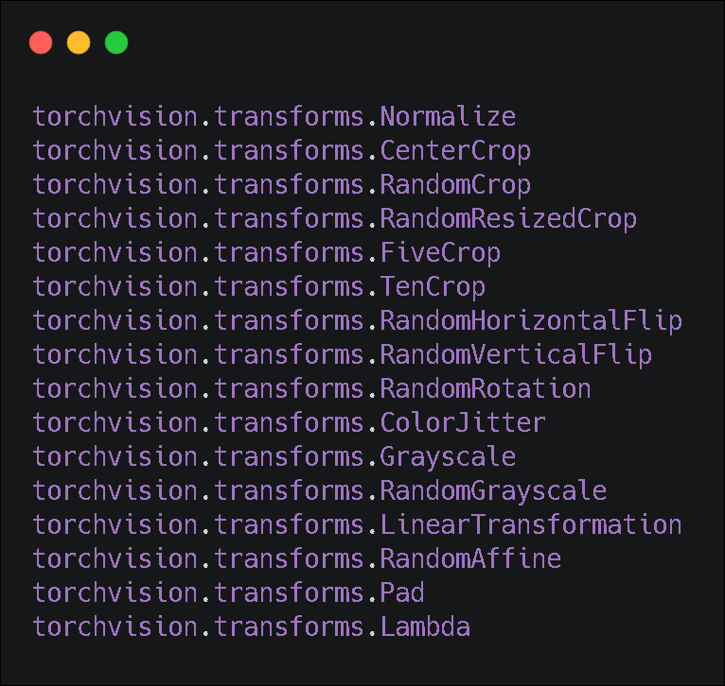 torchvision.transforms.Normalize
torchvision.transforms.CenterCrop
torchvision.transforms.RandomCrop
torchvision.transforms.RandomResizedCrop
torchvision.transforms.FiveCrop
torchvision.transforms.TenCrop
torchvision.transforms.RandomHorizontalFlip
torchvision.transforms.RandomVerticalFlip
torchvision.transforms.RandomRotation
torchvision.transforms.ColorJitter
torchvision.transforms.Grayscale
torchvision.transforms.RandomGrayscale
torchvision.transforms.LinearTransformation
torchvision.transforms.RandomAffine
torchvision.transforms.Pad
torchvision.transforms.Lambda